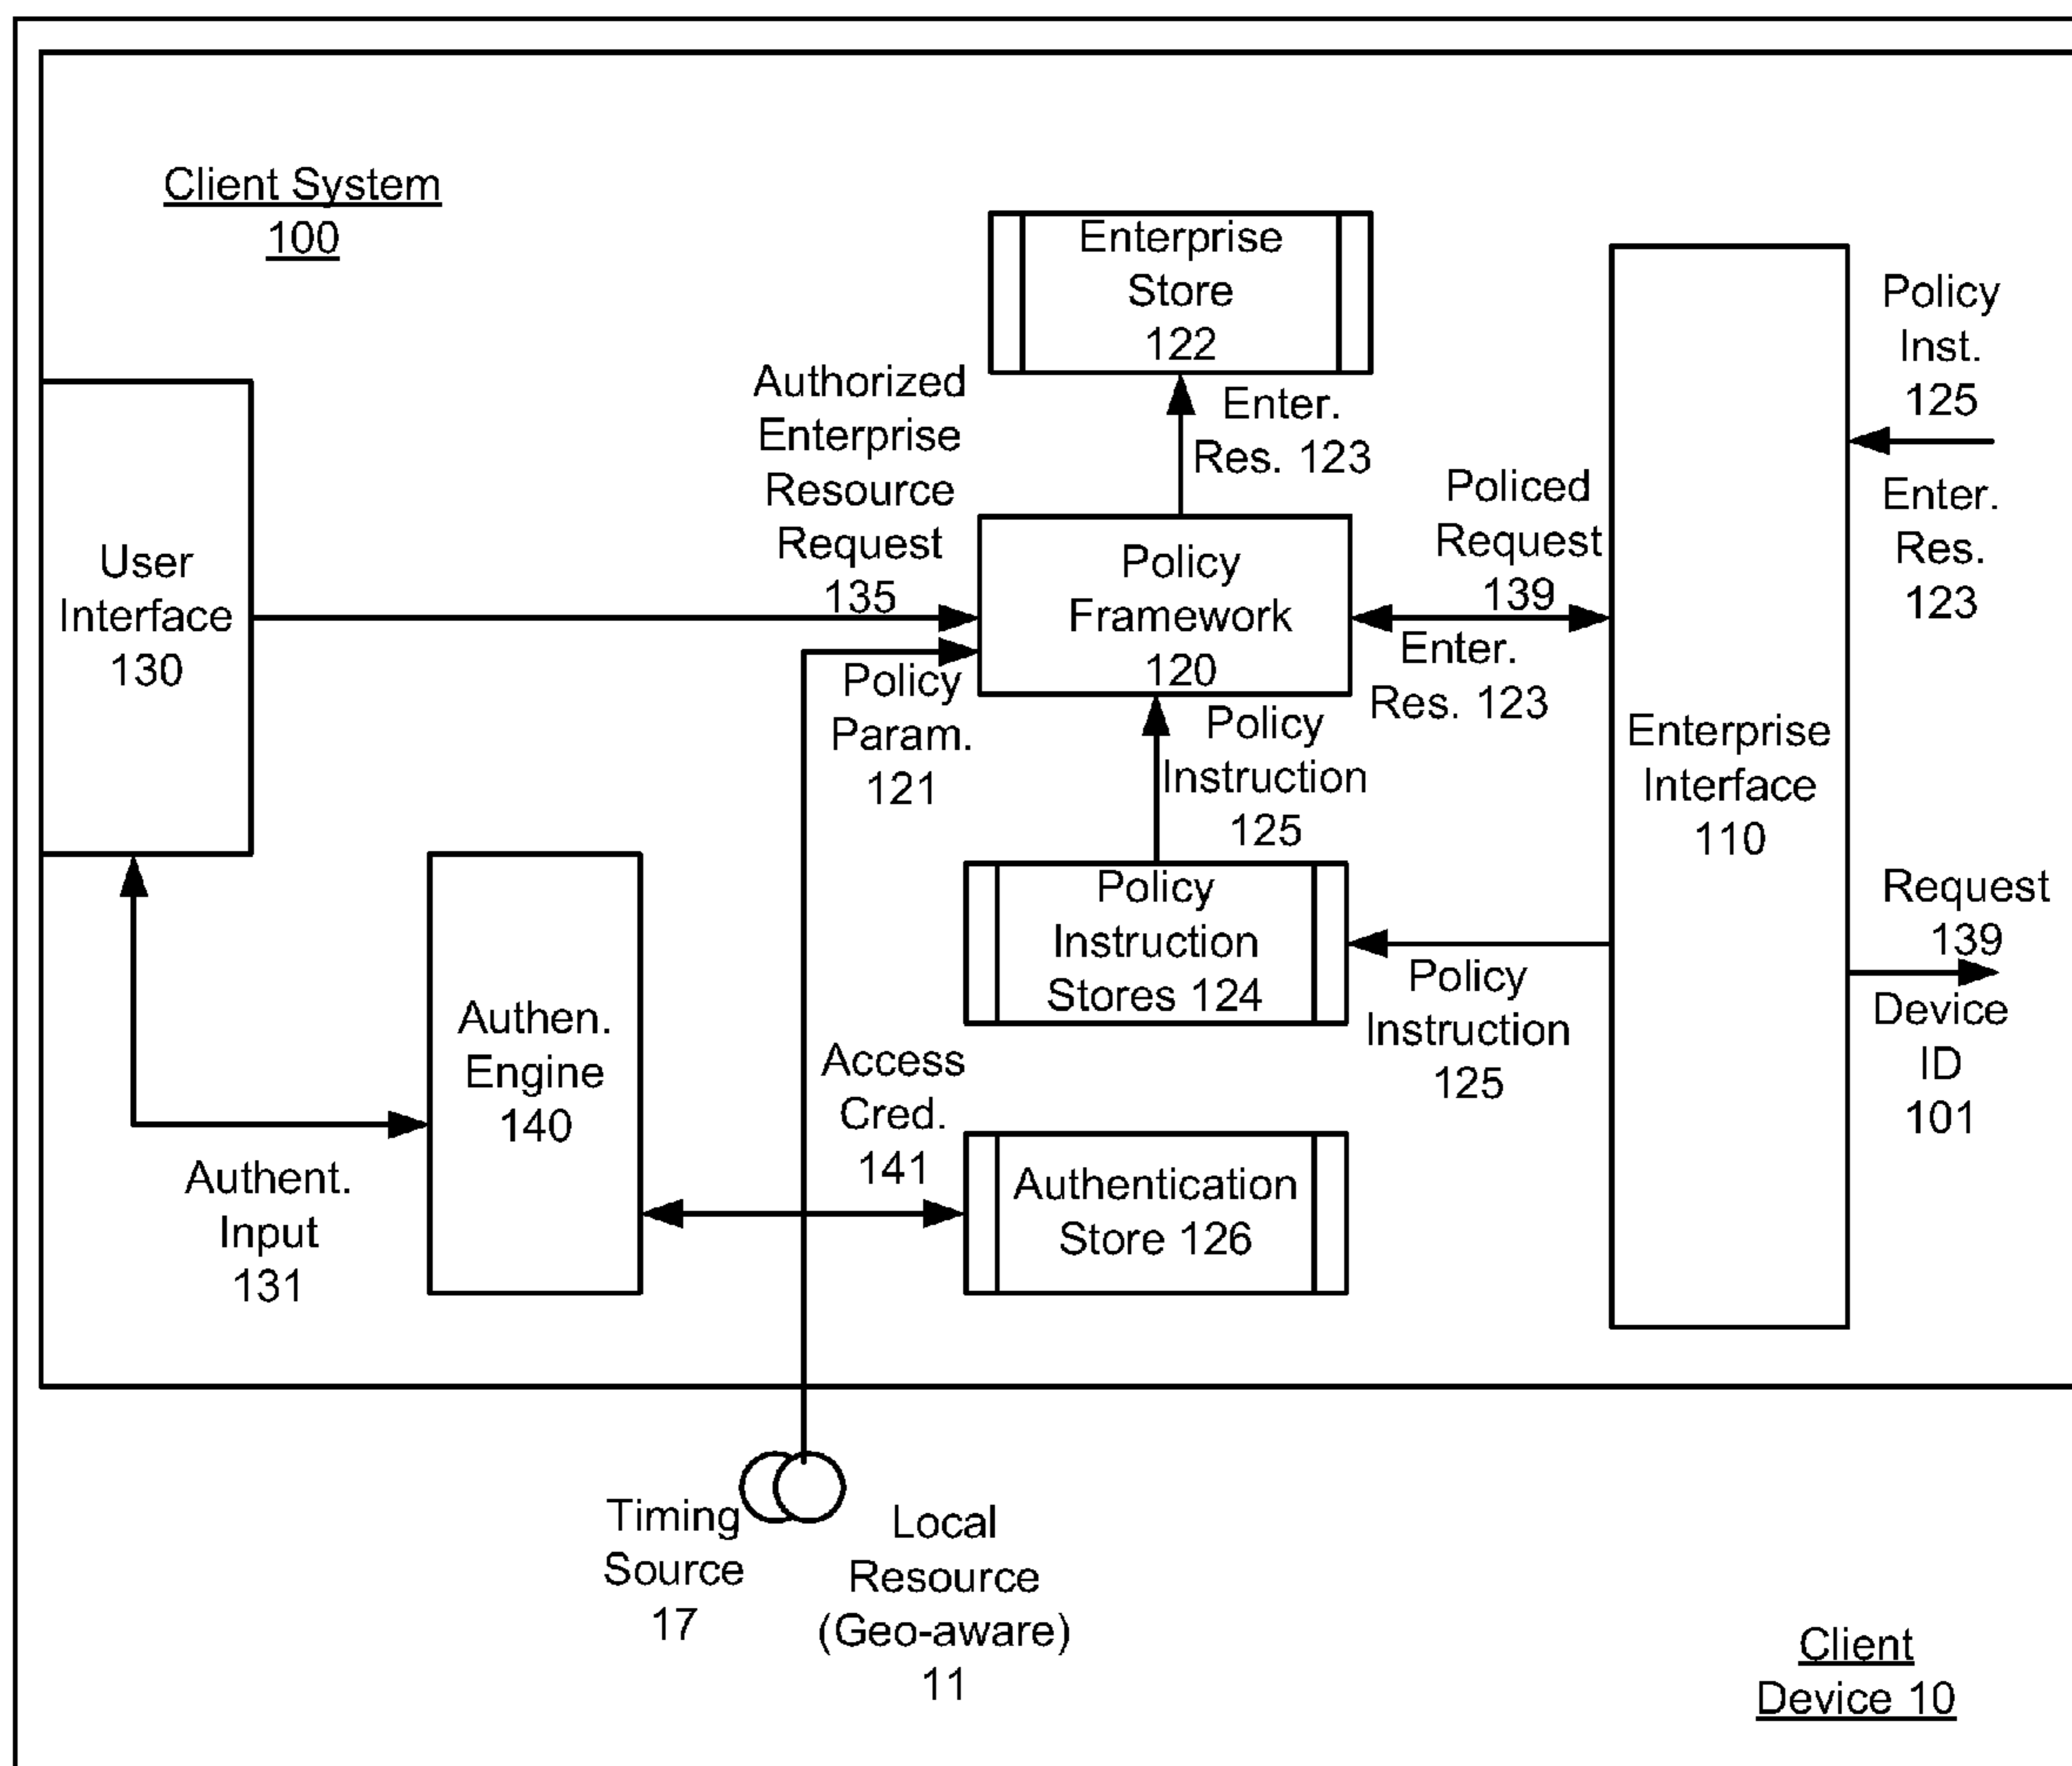 Client System
100
Enterprise
Store
122
Policy
Inst.
125
Authorized
Enterprise
Resource
Request
135
Enter.
Res. 123
Policed
Request
139
Enter.
Res.
123
User
Interface
130
Policy
Framework
120
Enter.
Res. 123
Policy
Param.
121
Policy
Instruction
125
Enterprise
Interface
110
Policy
Instruction
Stores 124
Request
139
Device
ID
101
Policy
Instruction
125
Authen.
Engine
140
Access
Cred.
141
Authentication
Store 126
Authent.
Input
131
Timing
Source
17
Local
Resource
(Geo-aware)
11
Client
Device 10